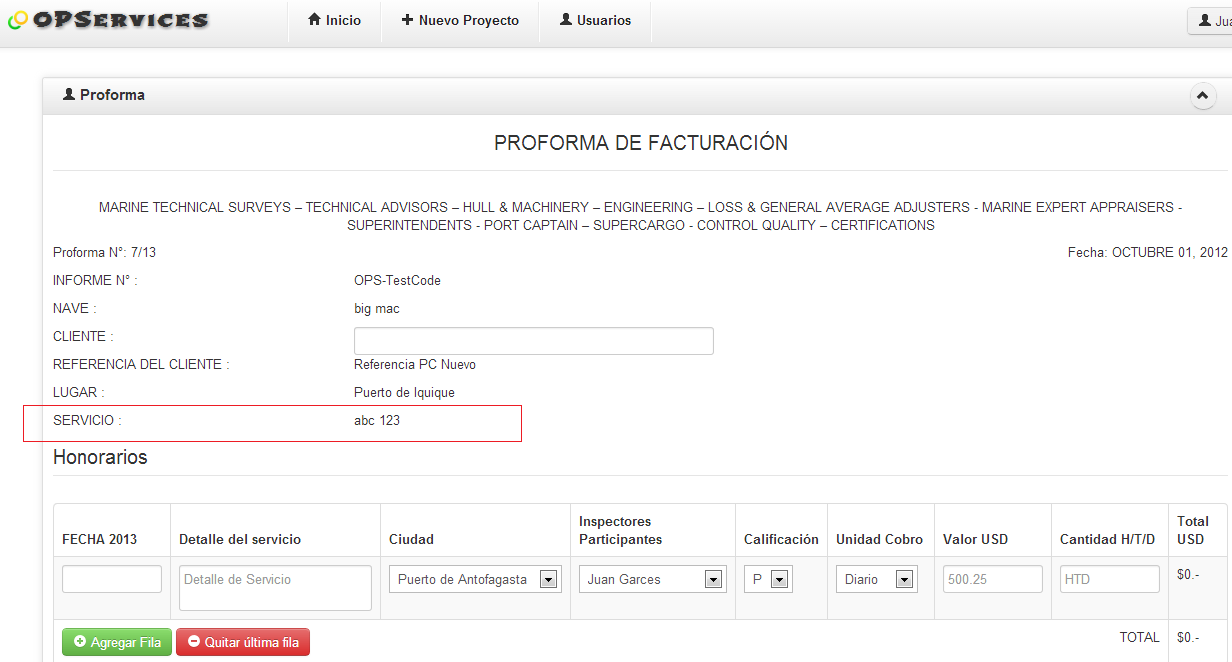 OPSERVICES
Inicio
Nuevo Proyecto
Usuarios
Proforma
PROFORMA DE FACTURACIÓN
MARINE TECHNICAL SURVEYS – TECHNICAL ADVISORS – HULL & MACHINERY – ENGINEERING – LOSS & GENERAL AVERAGE ADJUSTERS - MARINE EXPERT APPRAISERS -
SUPERINTENDENTS - PORT CAPTAIN – SUPERCARGO - CONTROL QUALITY – CERTIFICATIONS
Proforma N°: 7/13
Fecha: OCTUBRE 01, 2012
INFORME N° : OPS-TestCode
NAVE : big mac
CLIENTE :
REFERENCIA DEL CLIENTE : Referencia PC Nuevo
LUGAR : Puerto de Iquique
SERVICIO : abc 123
Honorarios
FECHA 2013
Detalle del servicio
Ciudad
Inspectores
Participantes
Calificación
Unidad Cobro
Valor USD
Cantidad H/T/D
Total
USD
Detalle de Servicio
Puerto de Antofagasta
Juan Garces
P
Diario
500.25
HTD
$0.-
Agregar Fila
Quitar última fila
TOTAL
$0.-